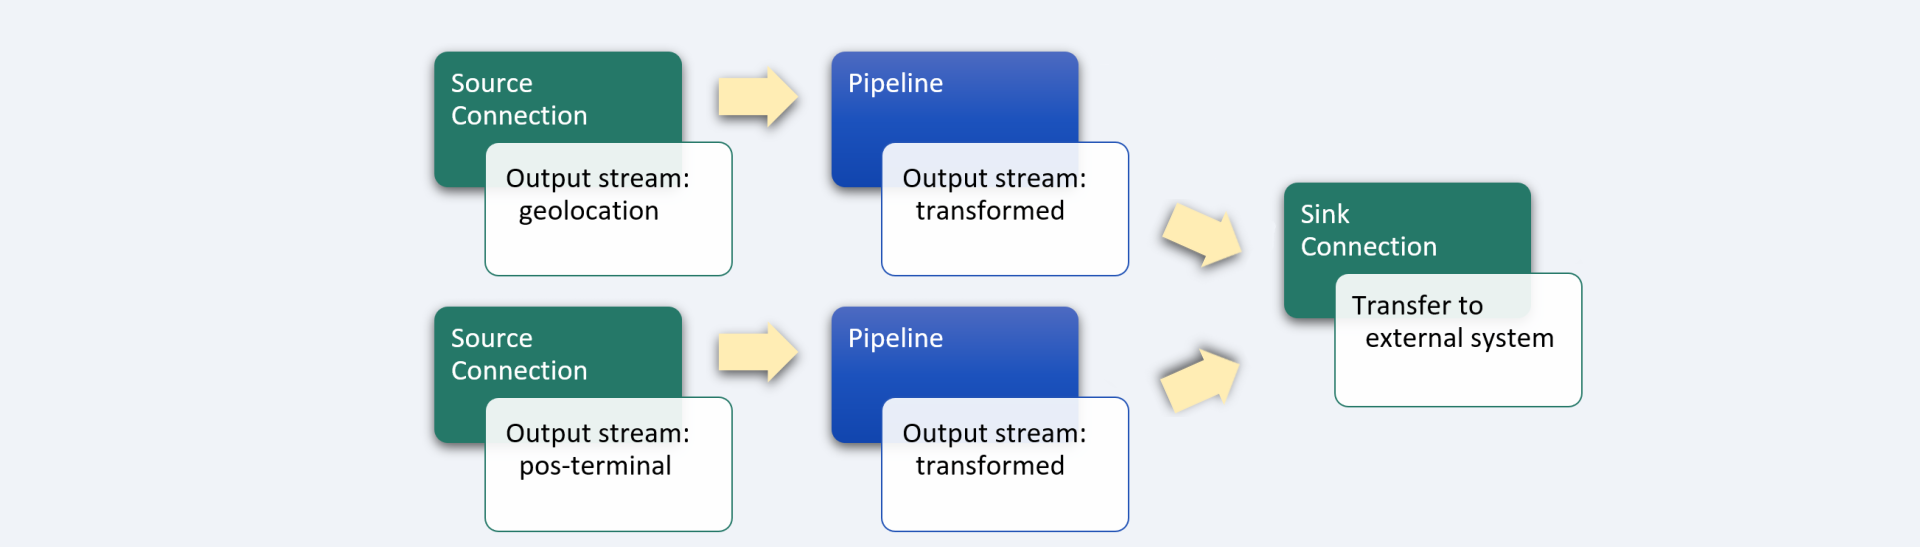 Source
Connection
Output stream:
geolocation
Pipeline
Output stream:
transformed
Source
Connection
Output stream:
pos-terminal
Pipeline
Output stream:
transformed
Sink
Connection
Transfer to
external system